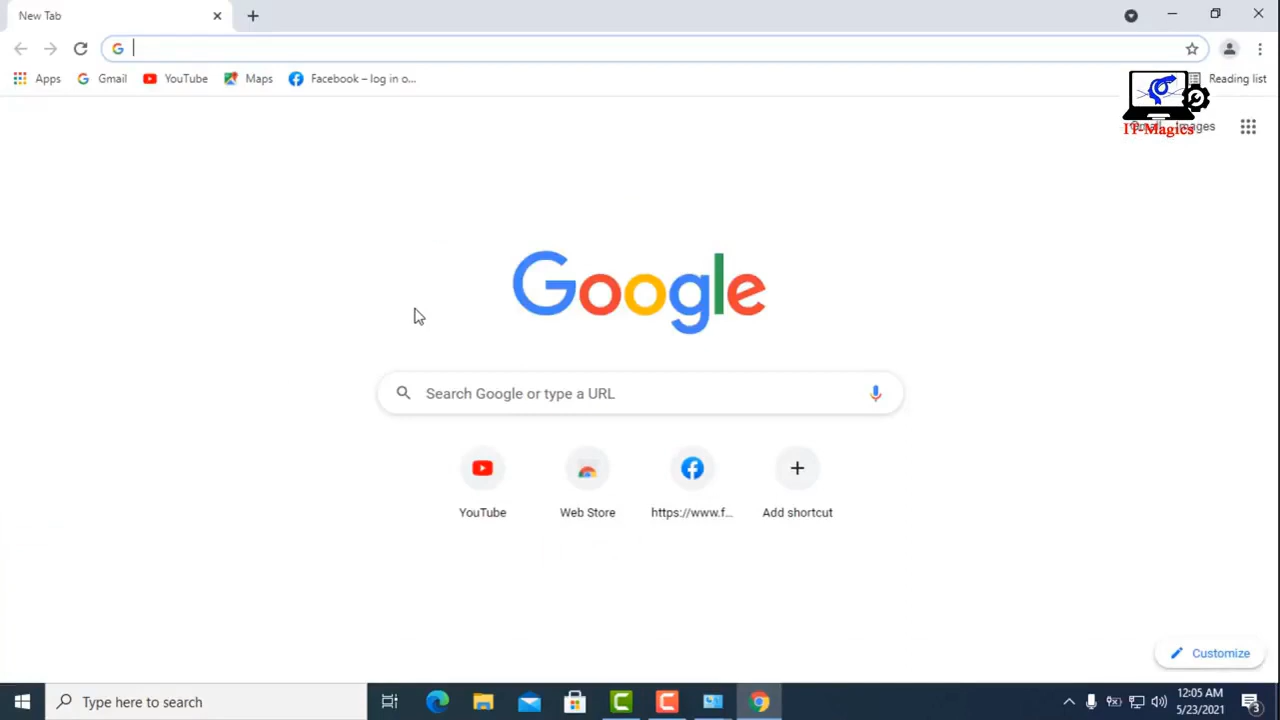 New Tab
Apps Gmail YouTube Maps Facebook – log in o... Reading list
IT-Magics
Gmail Images
Google
Search Google or type a URL
YouTube Web Store https://www.f... Add shortcut
Customize
Type here to search
12:05 AM
5/23/2021
3